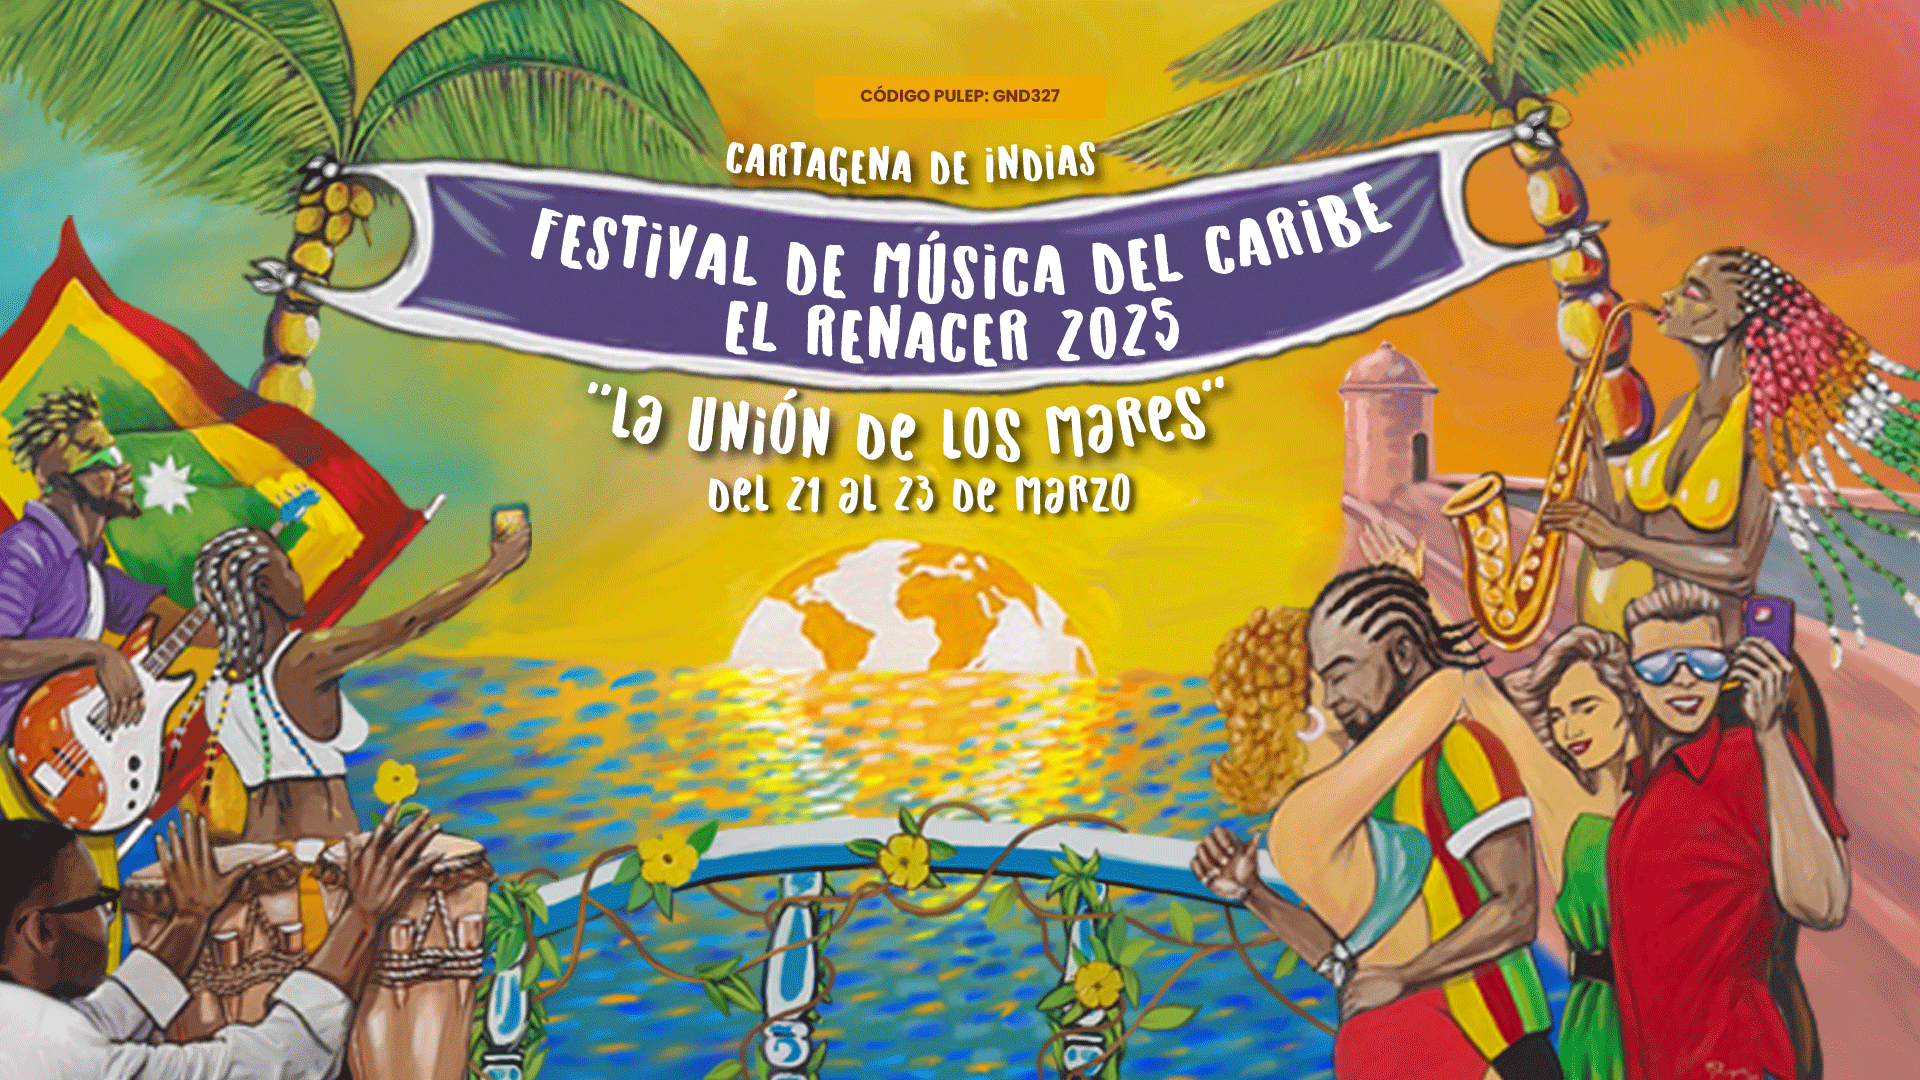 CÓDIGO PULEP: GND327
CARTAGENA DE INDIAS
FESTIVAL DE MÚSICA DEL CARIBE
EL RENACER 2025
"La UNIÓN De LOS MaReS"
Del 21 al 23 De MaRZO